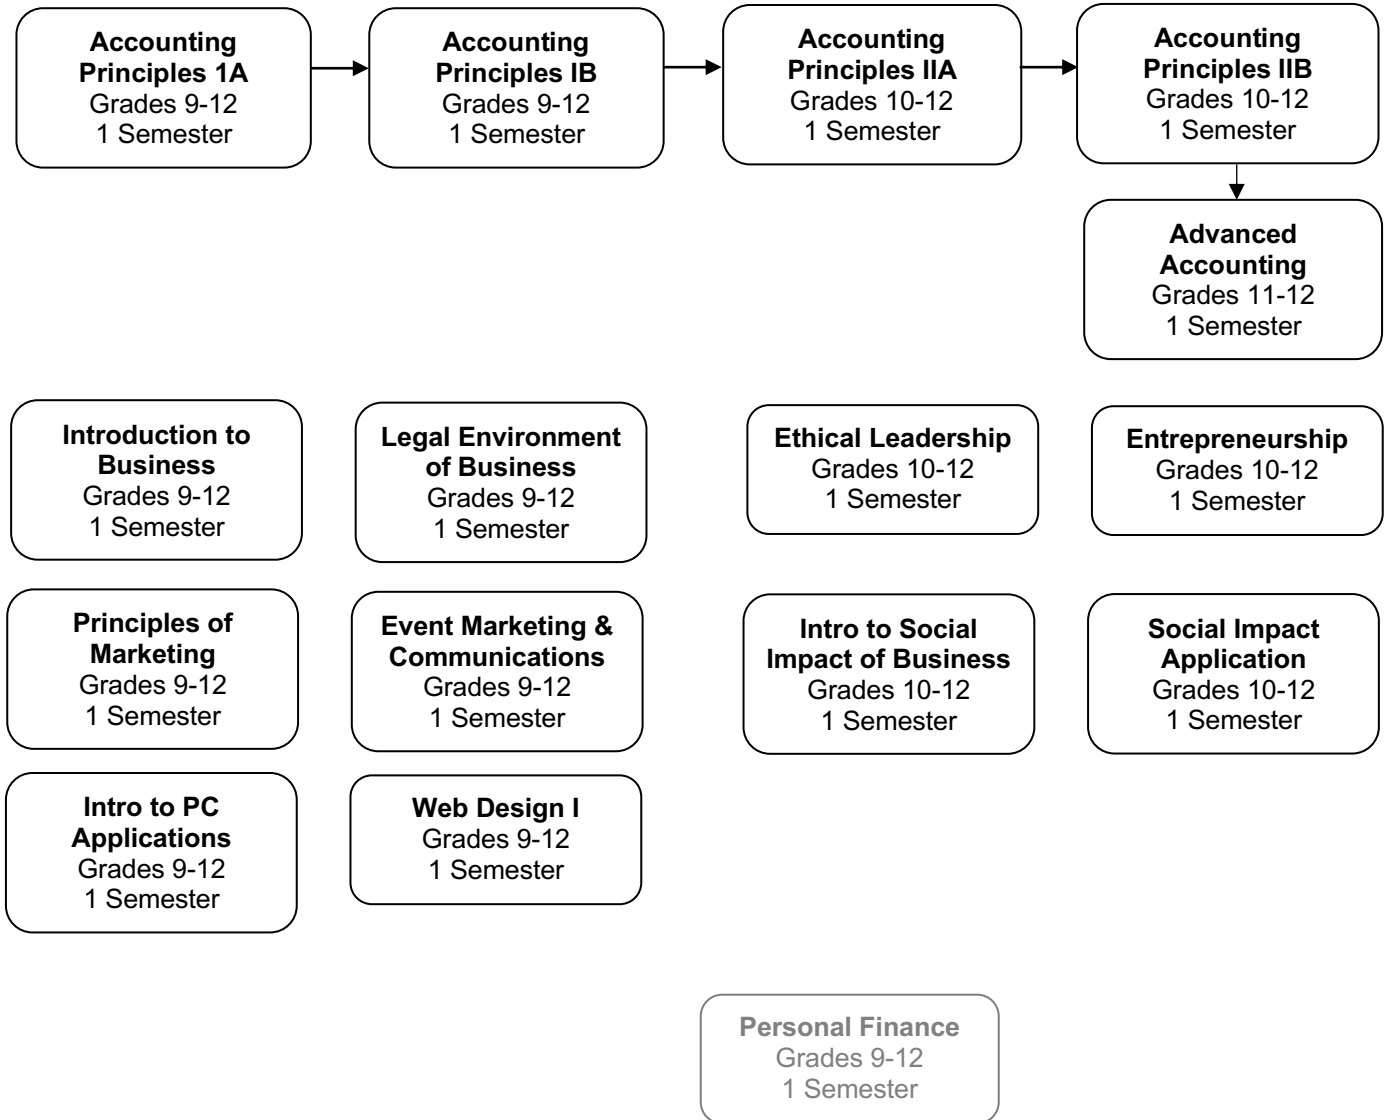 Accounting
Principles 1A
Grades 9-12
1 Semester
Accounting
Principles IB
Grades 9-12
1 Semester
Accounting
Principles IIA
Grades 10-12
1 Semester
Accounting
Principles IIB
Grades 10-12
1 Semester
Advanced
Accounting
Grades 11-12
1 Semester
Introduction to
Business
Grades 9-12
1 Semester
Legal Environment
of Business
Grades 9-12
1 Semester
Ethical Leadership
Grades 10-12
1 Semester
Entrepreneurship
Grades 10-12
1 Semester
Principles of
Marketing
Grades 9-12
1 Semester
Event Marketing &
Communications
Grades 9-12
1 Semester
Intro to Social
Impact of Business
Grades 10-12
1 Semester
Social Impact
Application
Grades 10-12
1 Semester
Intro to PC
Applications
Grades 9-12
1 Semester
Web Design I
Grades 9-12
1 Semester
Personal Finance
Grades 9-12
1 Semester